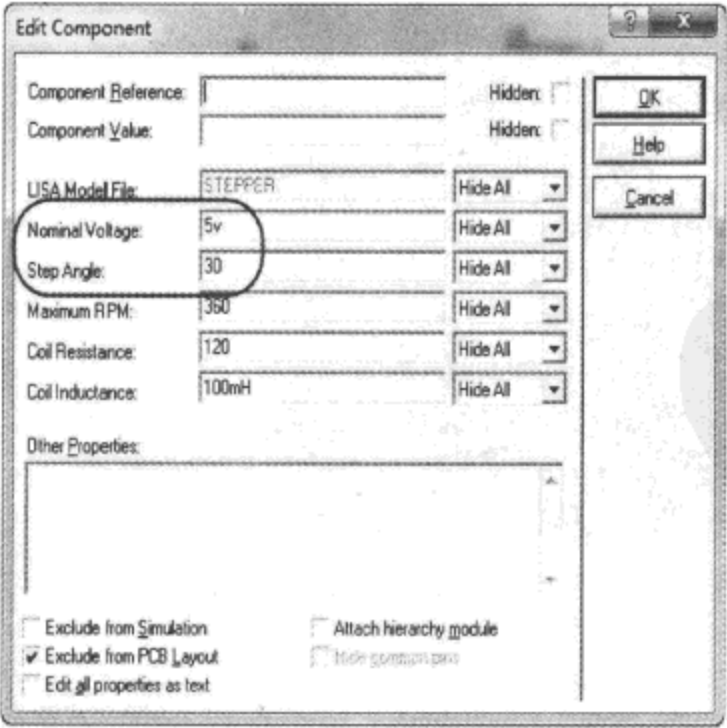 Edit Component
Component Reference: Hidden: OK
Component Value: Hidden: Help
LISA Model File: STEPPER Hide All Cancel
Nominal Voltage: 5v Hide All
Step Angle: 30 Hide All
Maximum RPM: 360 Hide All
Coil Resistance: 120 Hide All
Coil Inductance: 100mH Hide All
Other Properties:
Exclude from Simulation Attach hierarchy module
Exclude from PCB Layout Hide common pins
Edit all properties as text